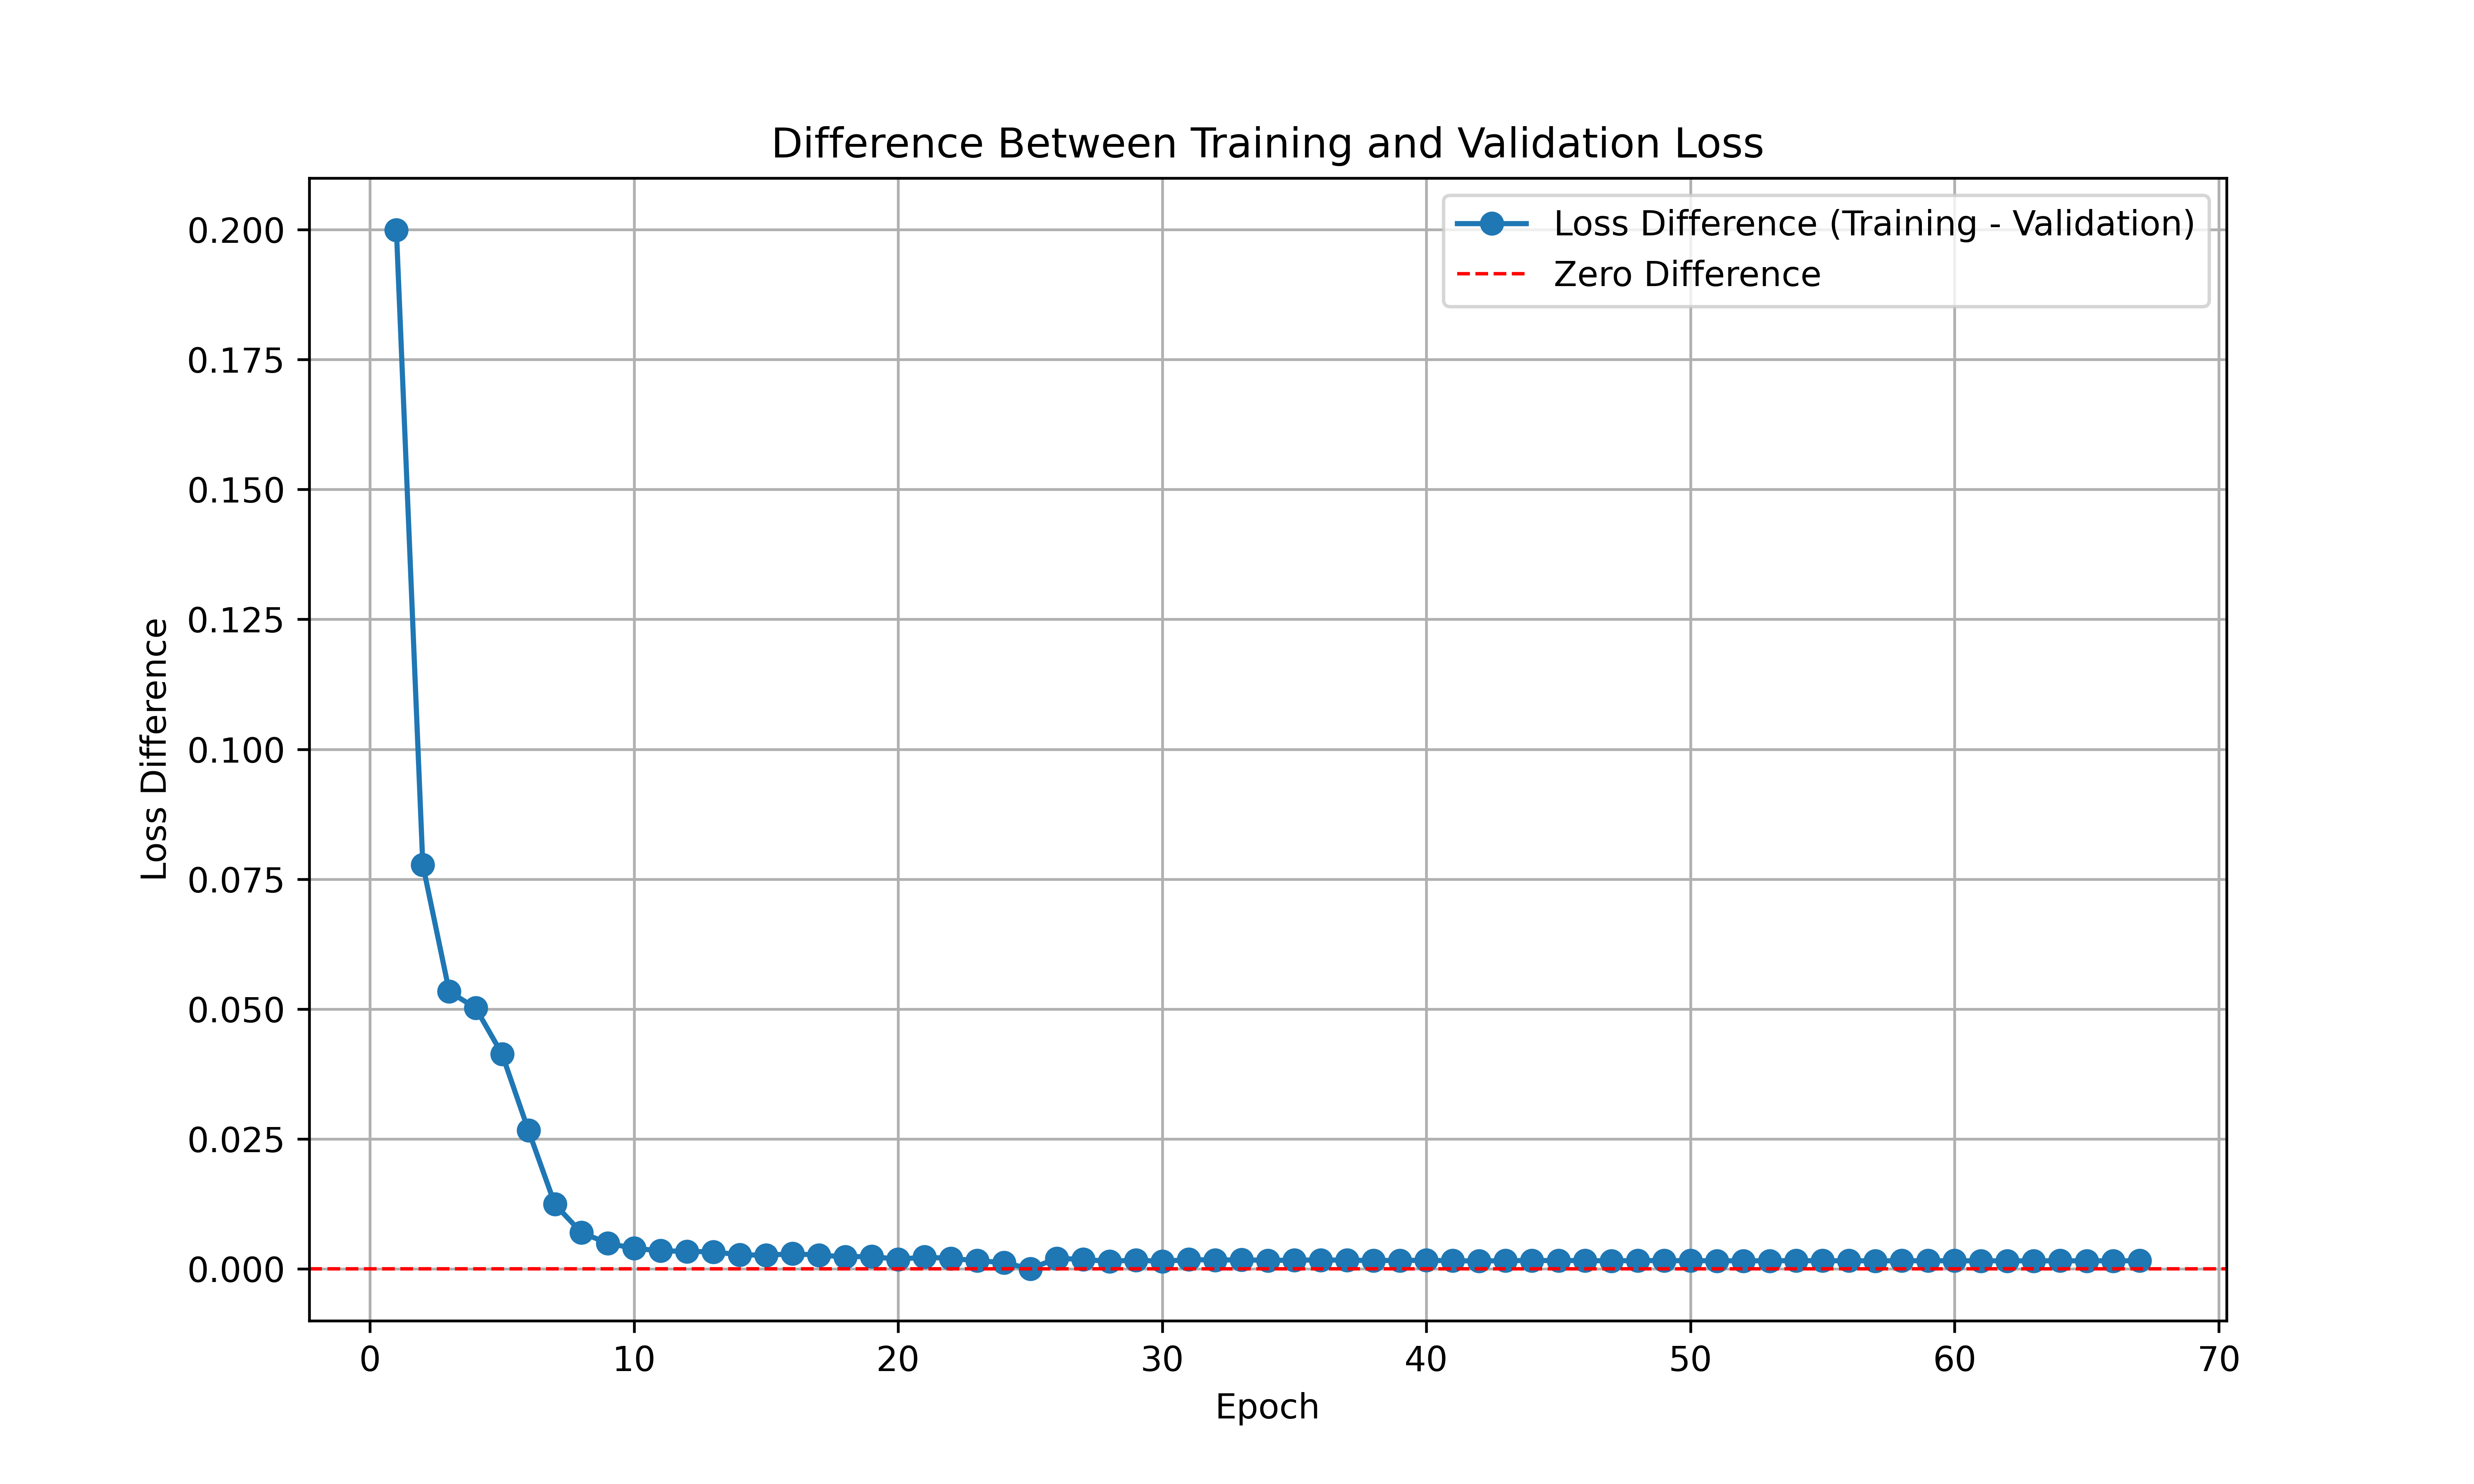 Difference Between Training and Validation Loss
Loss Difference (Training - Validation)
Zero Difference
Loss Difference
0.200
0.175
0.150
0.125
0.100
0.075
0.050
0.025
0.000
0 10 20 30 40 50 60 70
Epoch